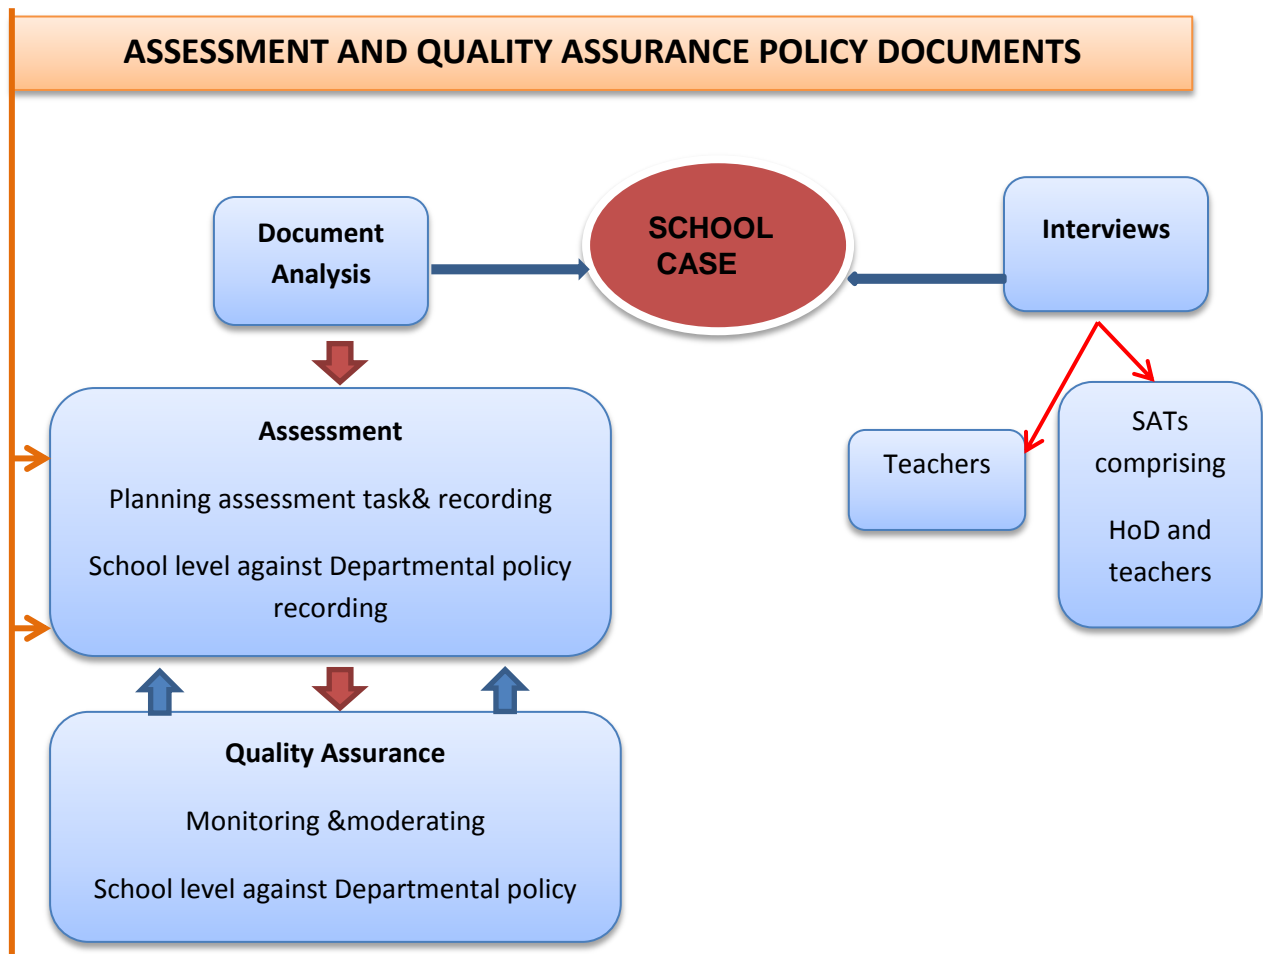 ASSESSMENT AND QUALITY ASSURANCE POLICY DOCUMENTS
Document
Analysis
SCHOOL
CASE
Interviews
Assessment
Planning assessment task& recording
School level against Departmental policy
recording
Teachers
SATs
comprising
HoD and
teachers
Quality Assurance
Monitoring &moderating
School level against Departmental policy